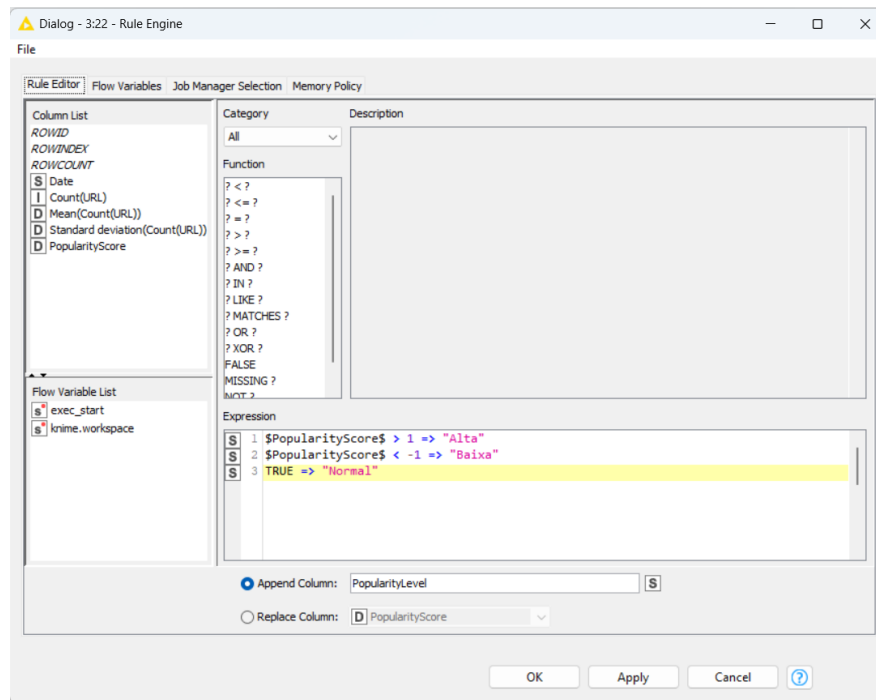 Dialog - 3:22 - Rule Engine
File
Rule Editor Flow Variables Job Manager Selection Memory Policy
Column List
ROWID
ROWINDEX
ROWCOUNT
S Date
I Count(URL)
D Mean(Count(URL))
D Standard deviation(Count(URL))
D PopularityScore
Flow Variable List
s exec_start
s knime.workspace
Category
All
Description
Function
? < ?
? <= ?
? = ?
? > ?
? >= ?
? AND ?
? IN ?
? LIKE ?
? MATCHES ?
? OR ?
? XOR ?
FALSE
MISSING ?
NOT ?
Expression
S 1 $PopularityScore$ > 1 => "Alta"
S 2 $PopularityScore$ < -1 => "Baixa"
S 3 TRUE => "Normal"
Append Column: PopularityLevel S
Replace Column: D PopularityScore
OK Apply Cancel ?